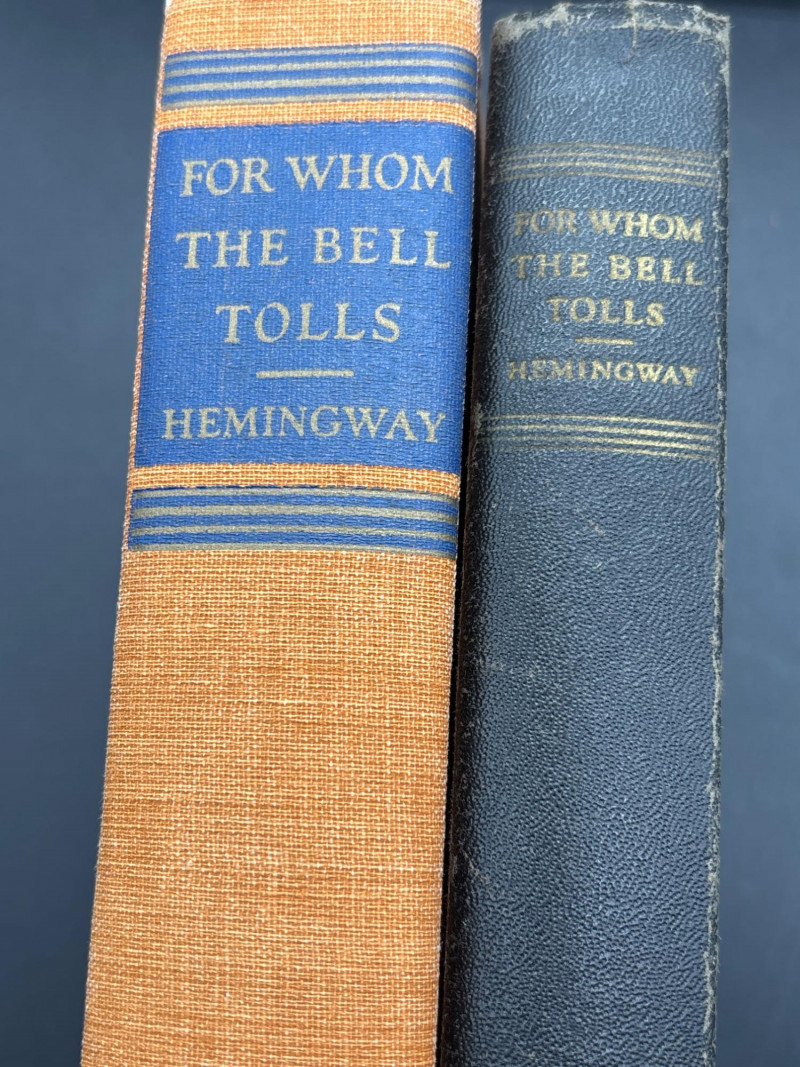 FOR WHOM
THE BELL
TOLLS
HEMINGWAY
FOR WHOM
THE BELL
TOLLS
HEMINGWAY